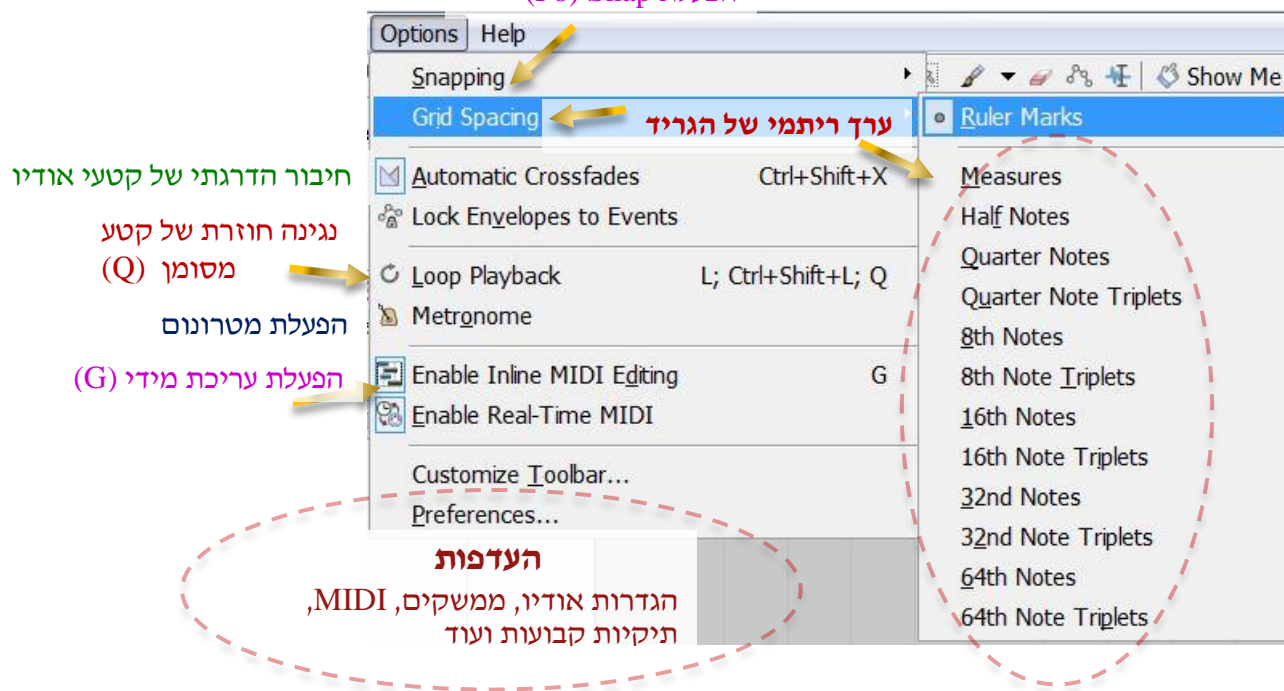 הפעלת Snap (F8)
Options Help
Snapping
Show Me
Grid Spacing
ערך ריתמי של הגריד
Ruler Marks
חיבור הדרגתי של קטעי אודיו
Automatic Crossfades Ctrl+Shift+X
Measures
Lock Envelopes to Events
Half Notes
נגינה חוזרת של קטע
מסומן (Q)
Quarter Notes
Loop Playback L; Ctrl+Shift+L; Q
Quarter Note Triplets
הפעלת מטרונום
Metronome
8th Notes
הפעלת עריכת מידי (G)
Enable Inline MIDI Editing G
8th Note Triplets
Enable Real-Time MIDI
16th Notes
16th Note Triplets
Customize Toolbar...
32nd Notes
Preferences...
32nd Note Triplets
העדפות
64th Notes
הגדרות אודיו, ממשקים, MIDI,
64th Note Triplets
תיקיות קבועות ועוד